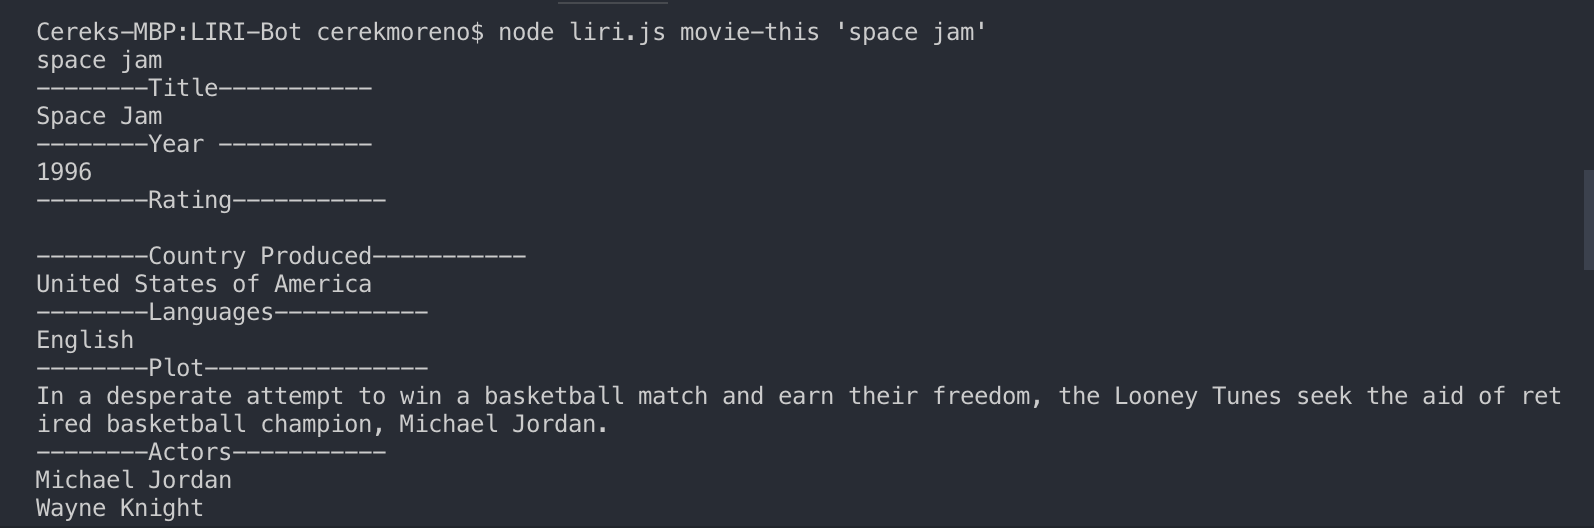 Cereks-MBP:LIRI-Bot cerekmoreno$ node liri.js movie-this 'space jam'
space jam
--------Title-----------
Space Jam
--------Year -----------
1996
--------Rating-----------

--------Country Produced-----------
United States of America
--------Languages-----------
English
--------Plot----------------
In a desperate attempt to win a basketball match and earn their freedom, the Looney Tunes seek the aid of ret
ired basketball champion, Michael Jordan.
--------Actors-----------
Michael Jordan
Wayne Knight